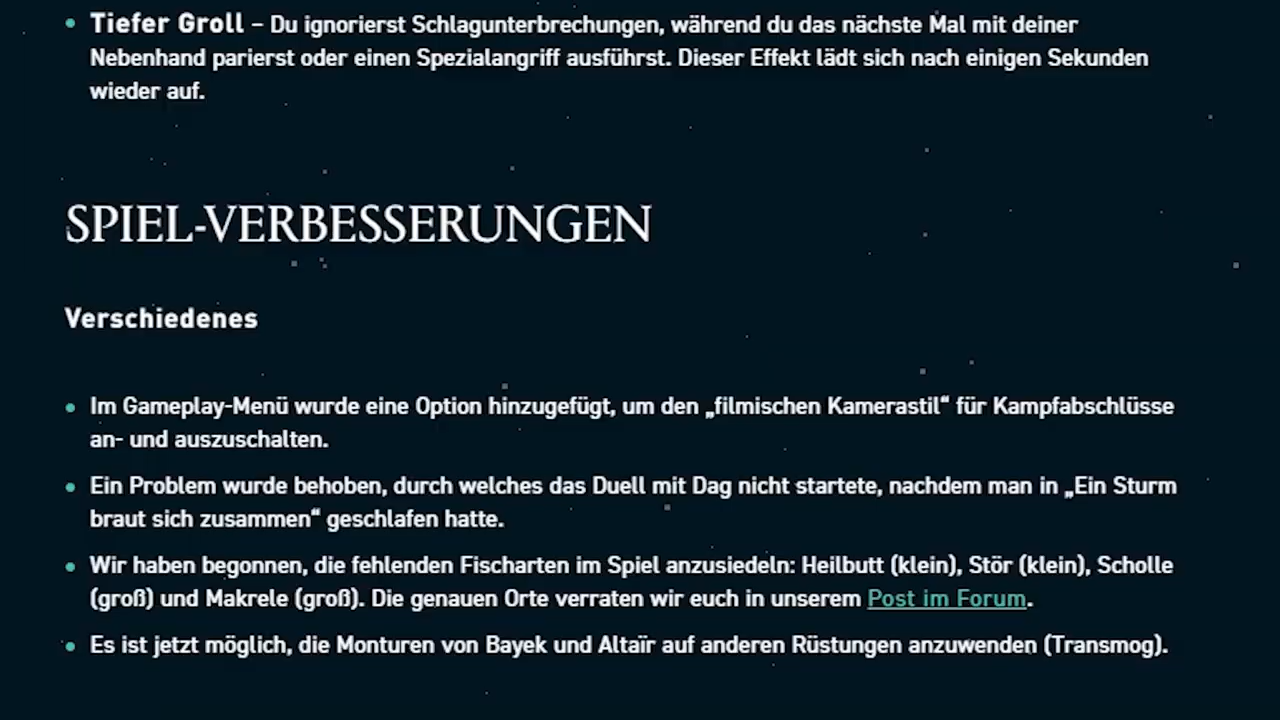 Tiefer Groll – Du ignorierst Schlagunterbrechungen, während du das nächste Mal mit deiner
Nebenhand parierst oder einen Spezialangriff ausführst. Dieser Effekt lädt sich nach einigen Sekunden
wieder auf.
SPIEL-VERBESSERUNGEN
Verschiedenes
Im Gameplay-Menü wurde eine Option hinzugefügt, um den „filmischen Kamerastil“ für Kampfabschlüsse
an- und auszuschalten.
Ein Problem wurde behoben, durch welches das Duell mit Dag nicht startete, nachdem man in „Ein Sturm
braut sich zusammen“ geschlafen hatte.
Wir haben begonnen, die fehlenden Fischarten im Spiel anzusiedeln: Heilbutt (klein), Stör (klein), Scholle
(groß) und Makrele (groß). Die genauen Orte verraten wir euch in unserem Post im Forum.
Es ist jetzt möglich, die Monturen von Bayek und Altaïr auf anderen Rüstungen anzuwenden (Transmog).